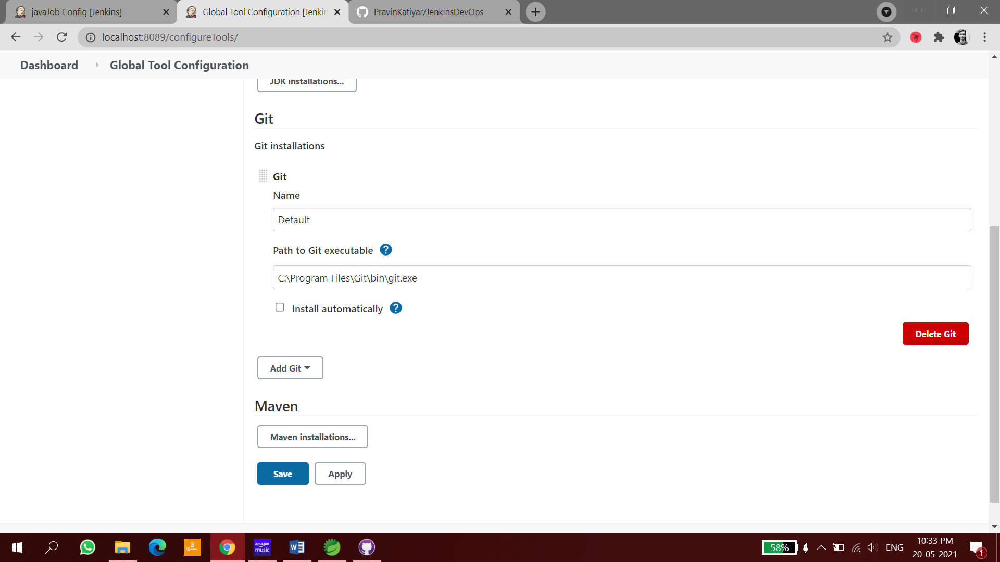 javaJob Config [Jenkins]
Global Tool Configuration [Jenkin
PravinKatiyar/JenkinsDevOps
localhost:8089/configureTools/
Dashboard
Global Tool Configuration
JDK installations...
Git
Git installations
Git
Name
Default
Path to Git executable ?
C:\Program Files\Git\bin\git.exe
Install automatically ?
Delete Git
Add Git
Maven
Maven installations...
Save
Apply
amazon
music
58%
ENG
10:33 PM
20-05-2021
1